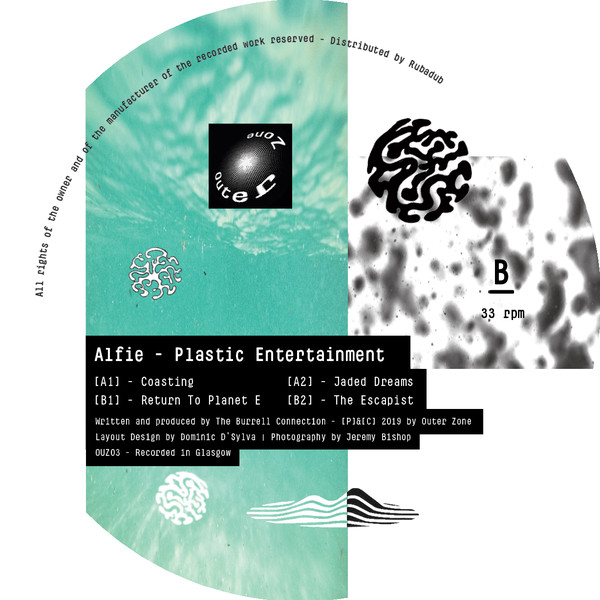 All rights of the owner and of the manufacturer of the recorded work reserved - Distributed by Rubadub
Outer Zone
B
33 rpm
Alfie - Plastic Entertainment
[A1] - Coasting [A2] - Jaded Dreams
[B1] - Return To Planet E [B2] - The Escapist
Written and produced by The Burrell Connection - [P]&[C] 2019 by Outer Zone
Layout Design by Dominic D'Sylva | Photography by Jeremy Bishop
OUZ03 - Recorded in Glasgow